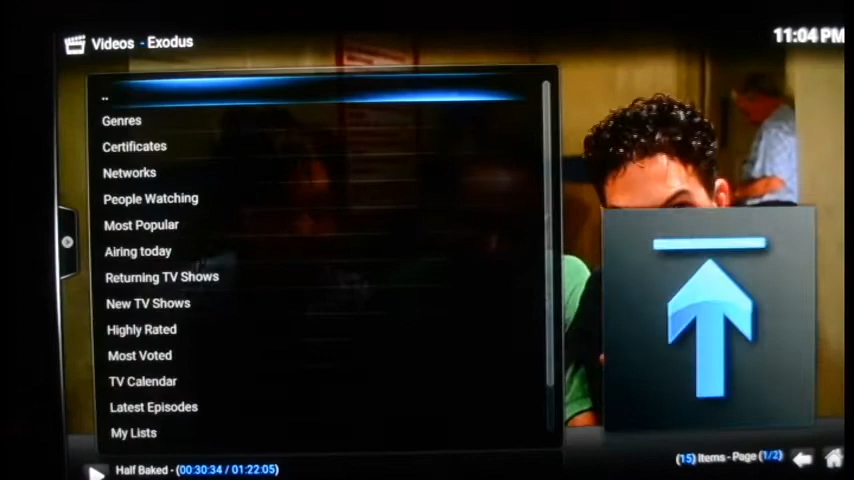 Videos - Exodus
11:04 PM
..
Genres
Certificates
Networks
People Watching
Most Popular
Airing today
Returning TV Shows
New TV Shows
Highly Rated
Most Voted
TV Calendar
Latest Episodes
My Lists
Half Baked - (00:30:34 / 01:22:05)
(15) Items - Page (1/2)